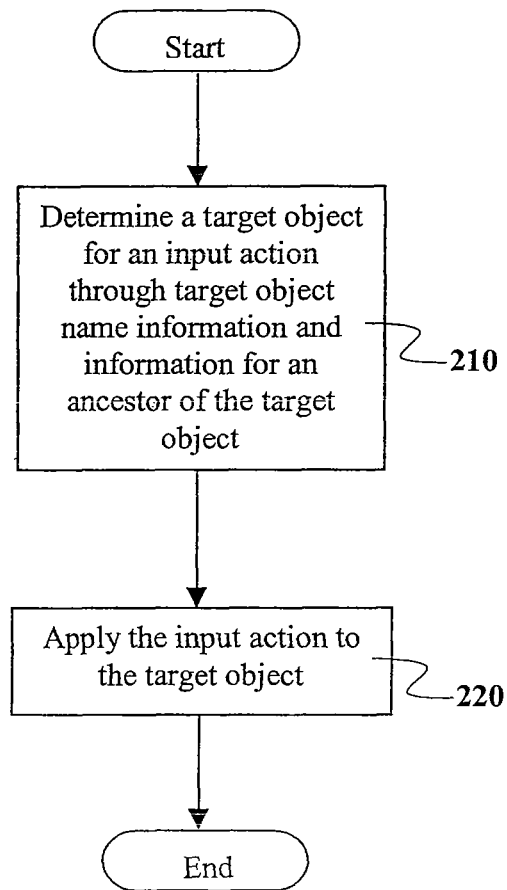 Start
Determine a target object
for an input action
through target object
name information and
information for an
ancestor of the target
object
210
Apply the input action to
the target object
220
End